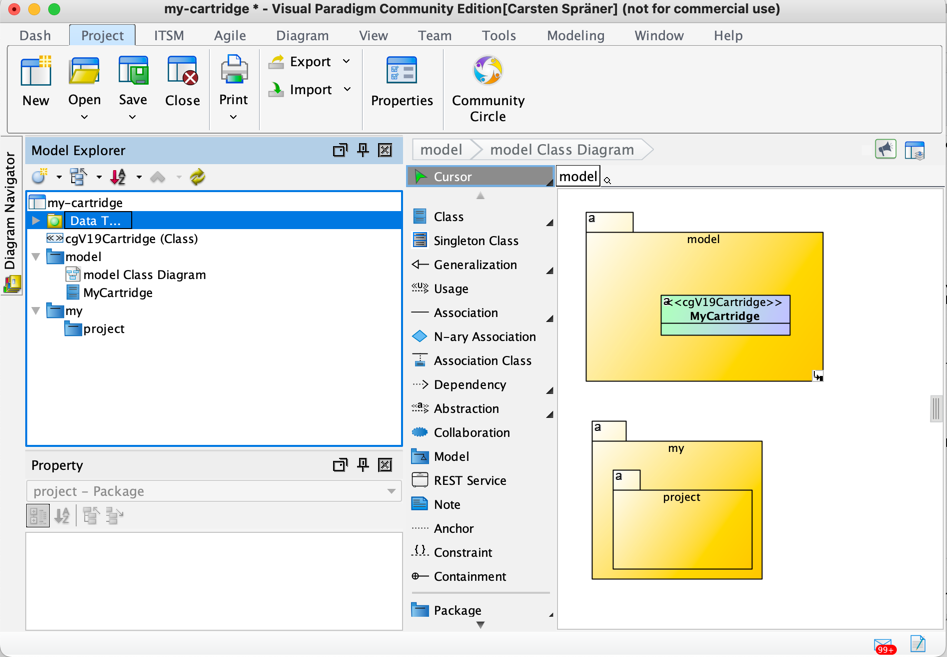 my-cartridge * - Visual Paradigm Community Edition[Carsten Spräner] (not for commercial use)
Dash Project ITSM Agile Diagram View Team Tools Modeling Window Help
New Open Save Close Print Export Import Properties Community Circle
Diagram Navigator
Model Explorer
my-cartridge
Data T...
<<>> cgV19Cartridge (Class)
model
model Class Diagram
MyCartridge
my
project
Property
project – Package
model model Class Diagram
Cursor
Class
Singleton Class
Generalization
Usage
Association
N-ary Association
Association Class
Dependency
Abstraction
Collaboration
Model
REST Service
Note
Anchor
Constraint
Containment
Package
model
a
model
a
<<cgV19Cartridge>>
MyCartridge
a
my
a
project
99+